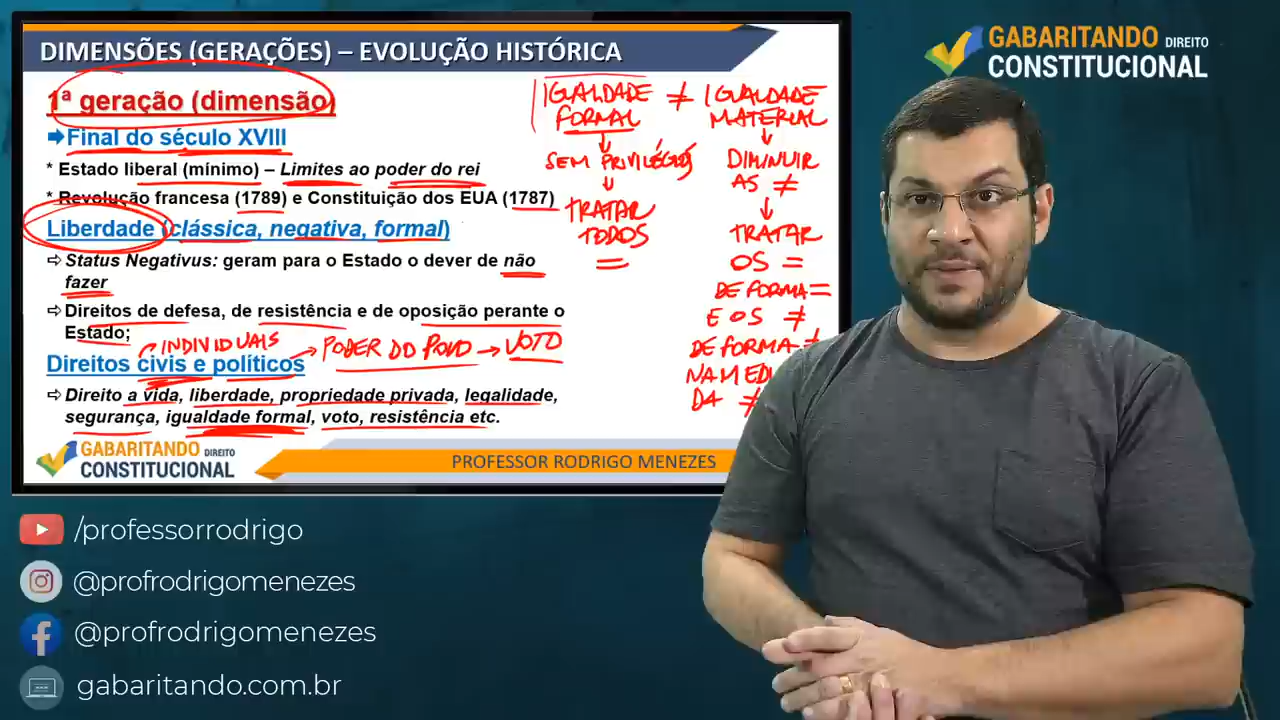 DIMENSÕES (GERAÇÕES) – EVOLUÇÃO HISTÓRICA
1ª geração (dimensão)
Final do século XVIII
* Estado liberal (mínimo) – Limites ao poder do rei
* Revolução francesa (1789) e Constituição dos EUA (1787)
Liberdade (clássica, negativa, formal)
Status Negativus: geram para o Estado o dever de não
fazer
Direitos de defesa, de resistência e de oposição perante o
Estado;
INDIVIDUAIS
PODER DO POVO → VOTO
Direitos civis e políticos
Direito a vida, liberdade, propriedade privada, legalidade,
segurança, igualdade formal, voto, resistência etc.
IGUALDADE
FORMAL
SEM PRIVILÉGIOS
TRATAR
TODOS
=
≠
IGUALDADE
MATERIAL
DIMINUIR
AS ≠
TRATAR
OS =
DE FORMA =
E OS ≠
DE FORMA ≠
NA MEDI
DA ≠
GABARITANDO DIREITO
CONSTITUCIONAL
PROFESSOR RODRIGO MENEZES
GABARITANDO DIREITO
CONSTITUCIONAL
/professorrodrigo
@profrodrigomenezes
@profrodrigomenezes
gabaritando.com.br